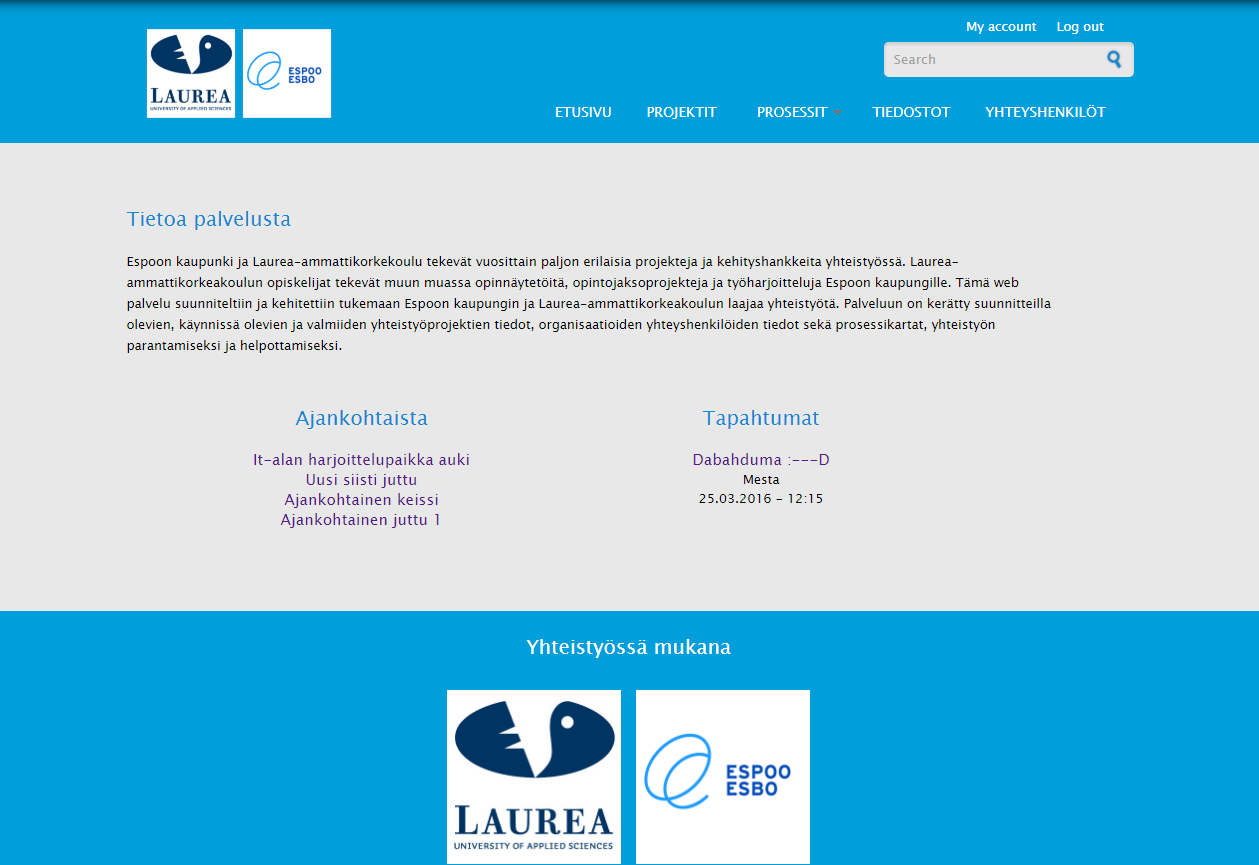 My account Log out
LAUREA
UNIVERSITY OF APPLIED SCIENCES
ESPOO
ESBO
Search
ETUSIVU PROJEKTIT PROSESSIT TIEDOSTOT YHTEYSHENKILÖT
Tietoa palvelusta
Espoon kaupunki ja Laurea-ammattikorkekoulu tekevät vuosittain paljon erilaisia projekteja ja kehityshankkeita yhteistyössä. Laurea-
ammattikorkeakoulun opiskelijat tekevät muun muassa opinnäytetöitä, opintojaksoprojekteja ja työharjoitteluja Espoon kaupungille. Tämä web
palvelu suunniteltiin ja kehitettiin tukemaan Espoon kaupungin ja Laurea-ammattikorkeakoulun laajaa yhteistyötä. Palveluun on kerätty suunnitteilla
olevien, käynnissä olevien ja valmiiden yhteistyöprojektien tiedot, organisaatioiden yhteyshenkilöiden tiedot sekä prosessikartat, yhteistyön
parantamiseksi ja helpottamiseksi.
Ajankohtaista
It-alan harjoittelupaikka auki
Uusi siisti juttu
Ajankohtainen keissi
Ajankohtainen juttu 1
Tapahtumat
Dabahduma :---D
Mesta
25.03.2016 - 12:15
Yhteistyössä mukana
LAUREA
UNIVERSITY OF APPLIED SCIENCES
ESPOO
ESBO